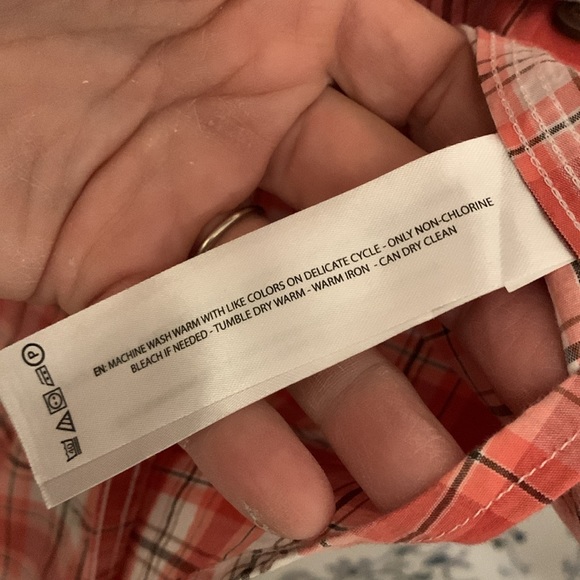 EN: MACHINE WASH WARM WITH LIKE COLORS ON DELICATE CYCLE - ONLY NON-CHLORINE
BLEACH IF NEEDED - TUMBLE DRY WARM - WARM IRON - CAN DRY CLEAN
P